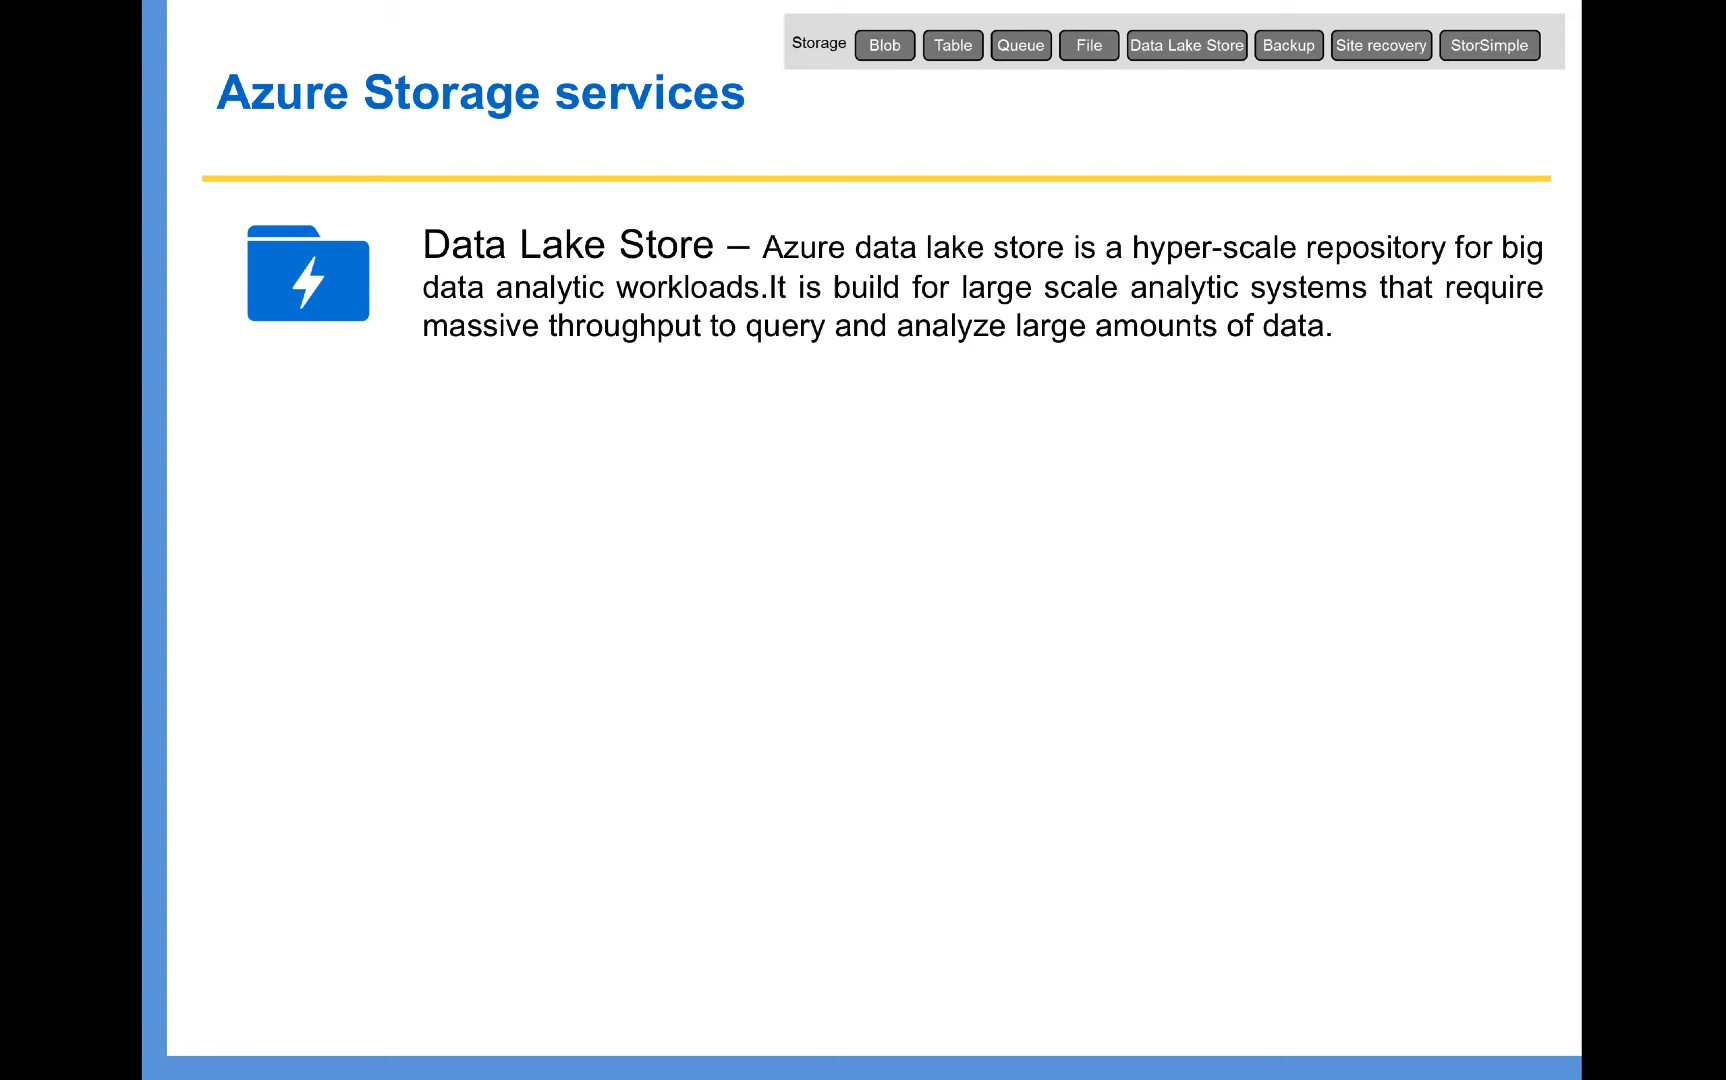 Storage Blob Table Queue File Data Lake Store Backup Site recovery StorSimple
Azure Storage services
Data Lake Store – Azure data lake store is a hyper-scale repository for big
data analytic workloads.It is build for large scale analytic systems that require
massive throughput to query and analyze large amounts of data.